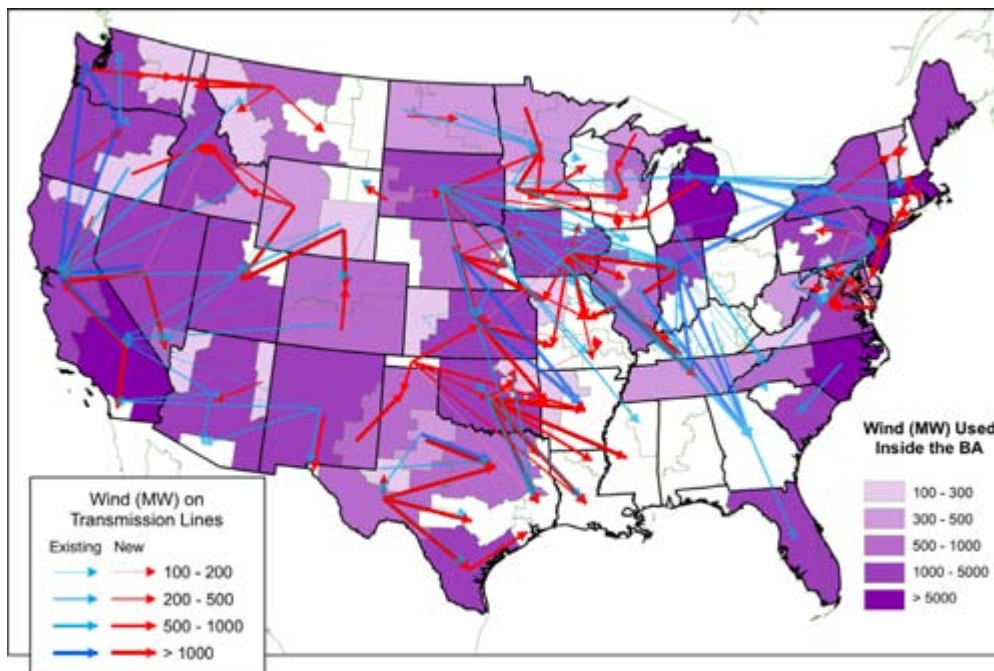 Wind (MW) Used
Inside the BA
100 - 300
300 - 500
500 - 1000
1000 - 5000
> 5000
Wind (MW) on
Transmission Lines
Existing New
100 - 200
200 - 500
500 - 1000
> 1000